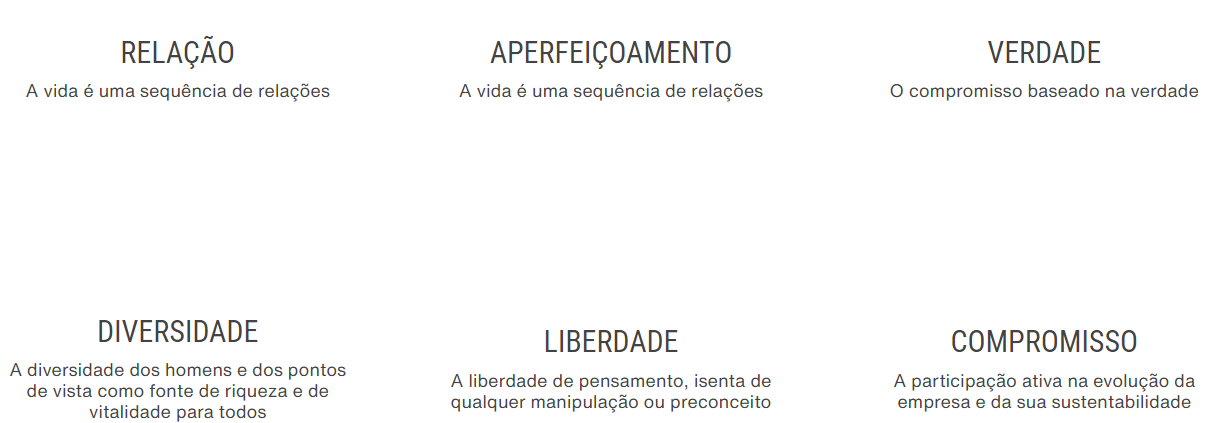 RELAÇÃO
A vida é uma sequência de relações
APERFEIÇOAMENTO
A vida é uma sequência de relações
VERDADE
O compromisso baseado na verdade
DIVERSIDADE
A diversidade dos homens e dos pontos
de vista como fonte de riqueza e de
vitalidade para todos
LIBERDADE
A liberdade de pensamento, isenta de
qualquer manipulação ou preconceito
COMPROMISSO
A participação ativa na evolução da
empresa e da sua sustentabilidade